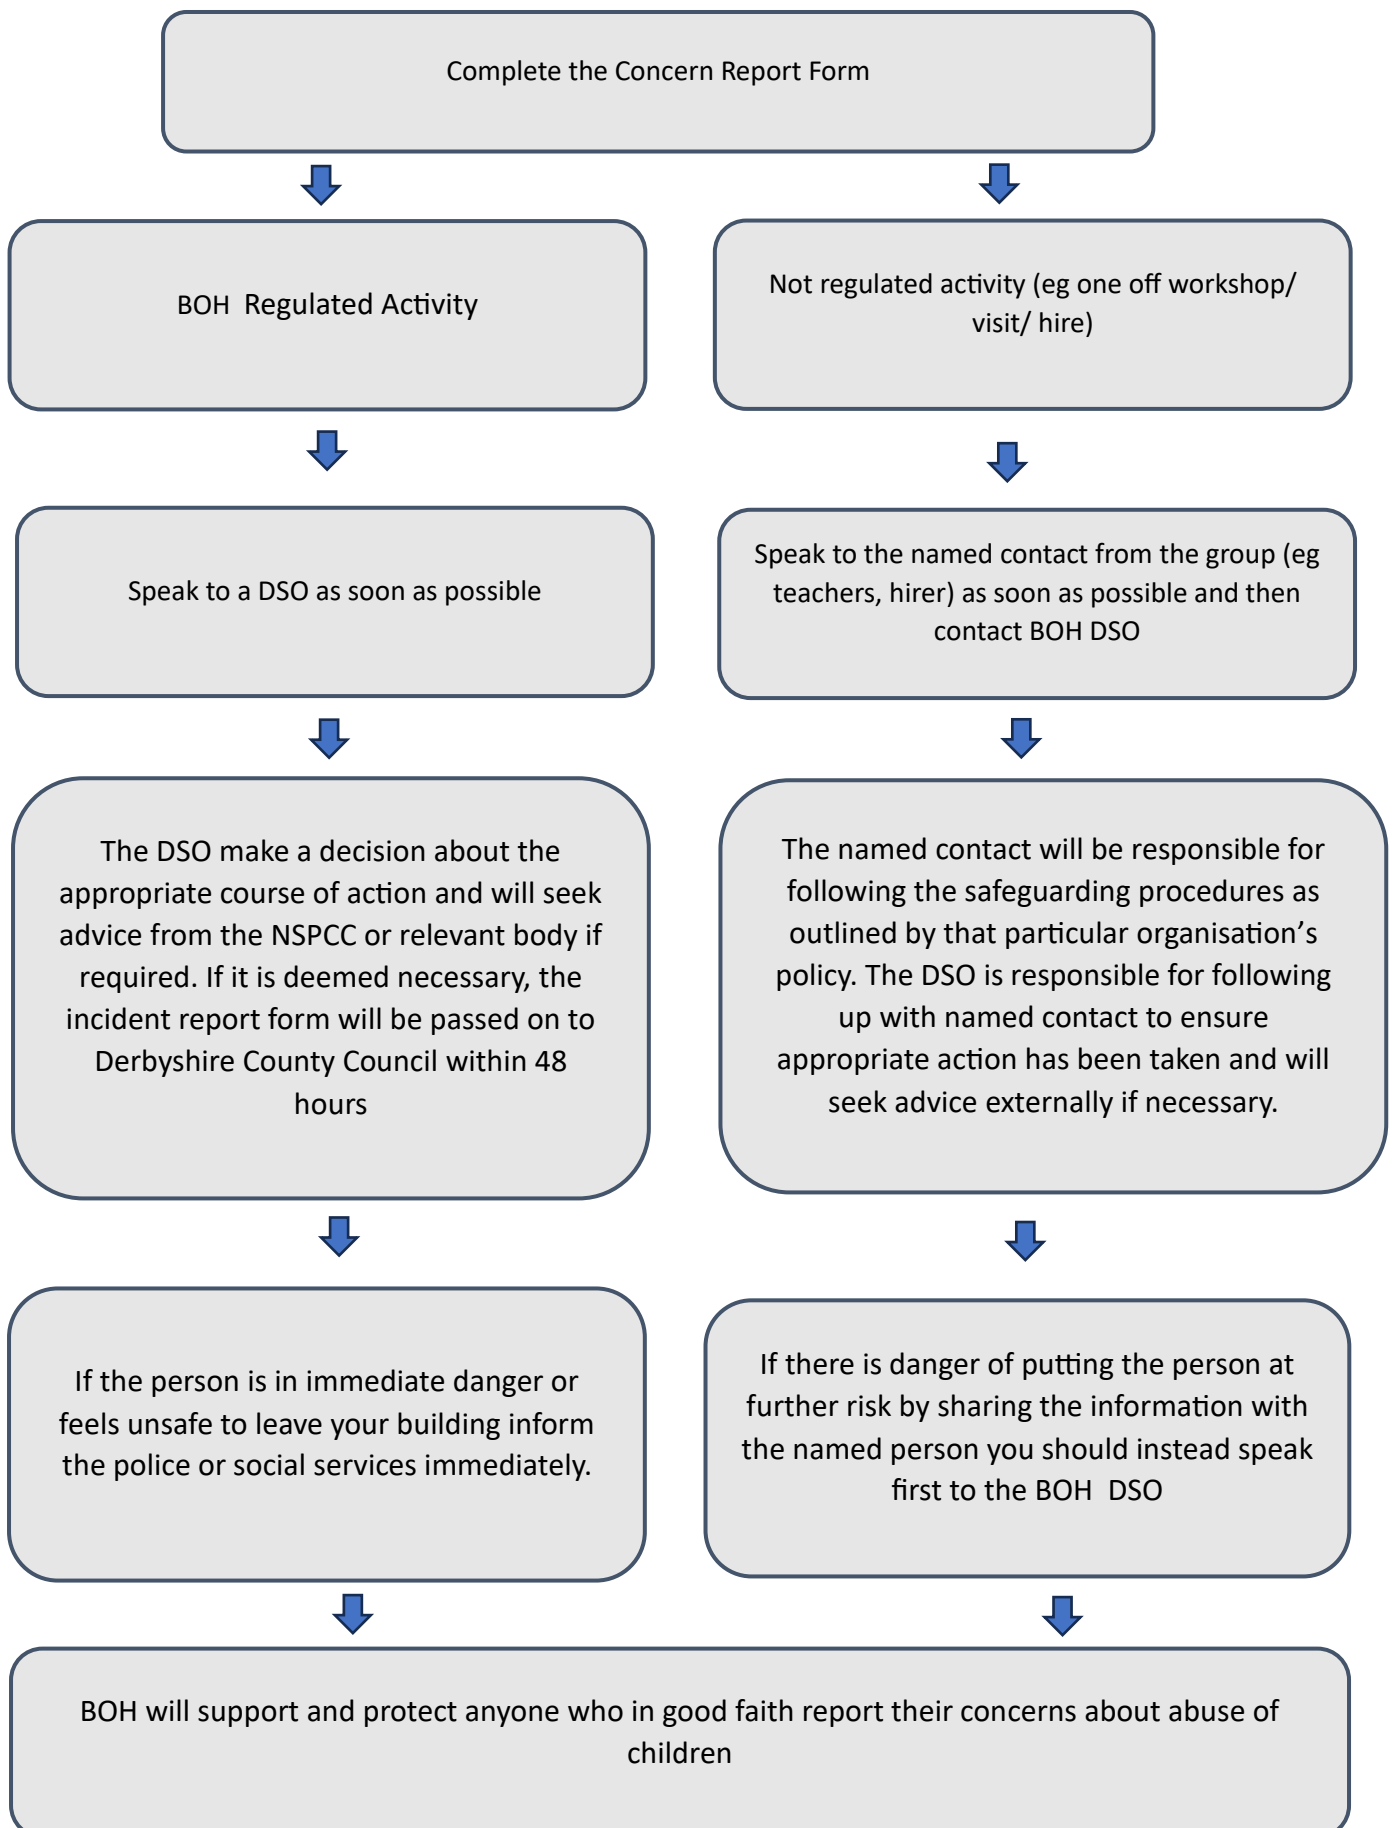 Complete the Concern Report Form
BOH Regulated Activity
Not regulated activity (eg one off workshop/
visit/ hire)
Speak to a DSO as soon as possible
Speak to the named contact from the group (eg
teachers, hirer) as soon as possible and then
contact BOH DSO
The DSO make a decision about the
appropriate course of action and will seek
advice from the NSPCC or relevant body if
required. If it is deemed necessary, the
incident report form will be passed on to
Derbyshire County Council within 48
hours
The named contact will be responsible for
following the safeguarding procedures as
outlined by that particular organisation’s
policy. The DSO is responsible for following
up with named contact to ensure
appropriate action has been taken and will
seek advice externally if necessary.
If the person is in immediate danger or
feels unsafe to leave your building inform
the police or social services immediately.
If there is danger of putting the person at
further risk by sharing the information with
the named person you should instead speak
first to the BOH DSO
BOH will support and protect anyone who in good faith report their concerns about abuse of
children